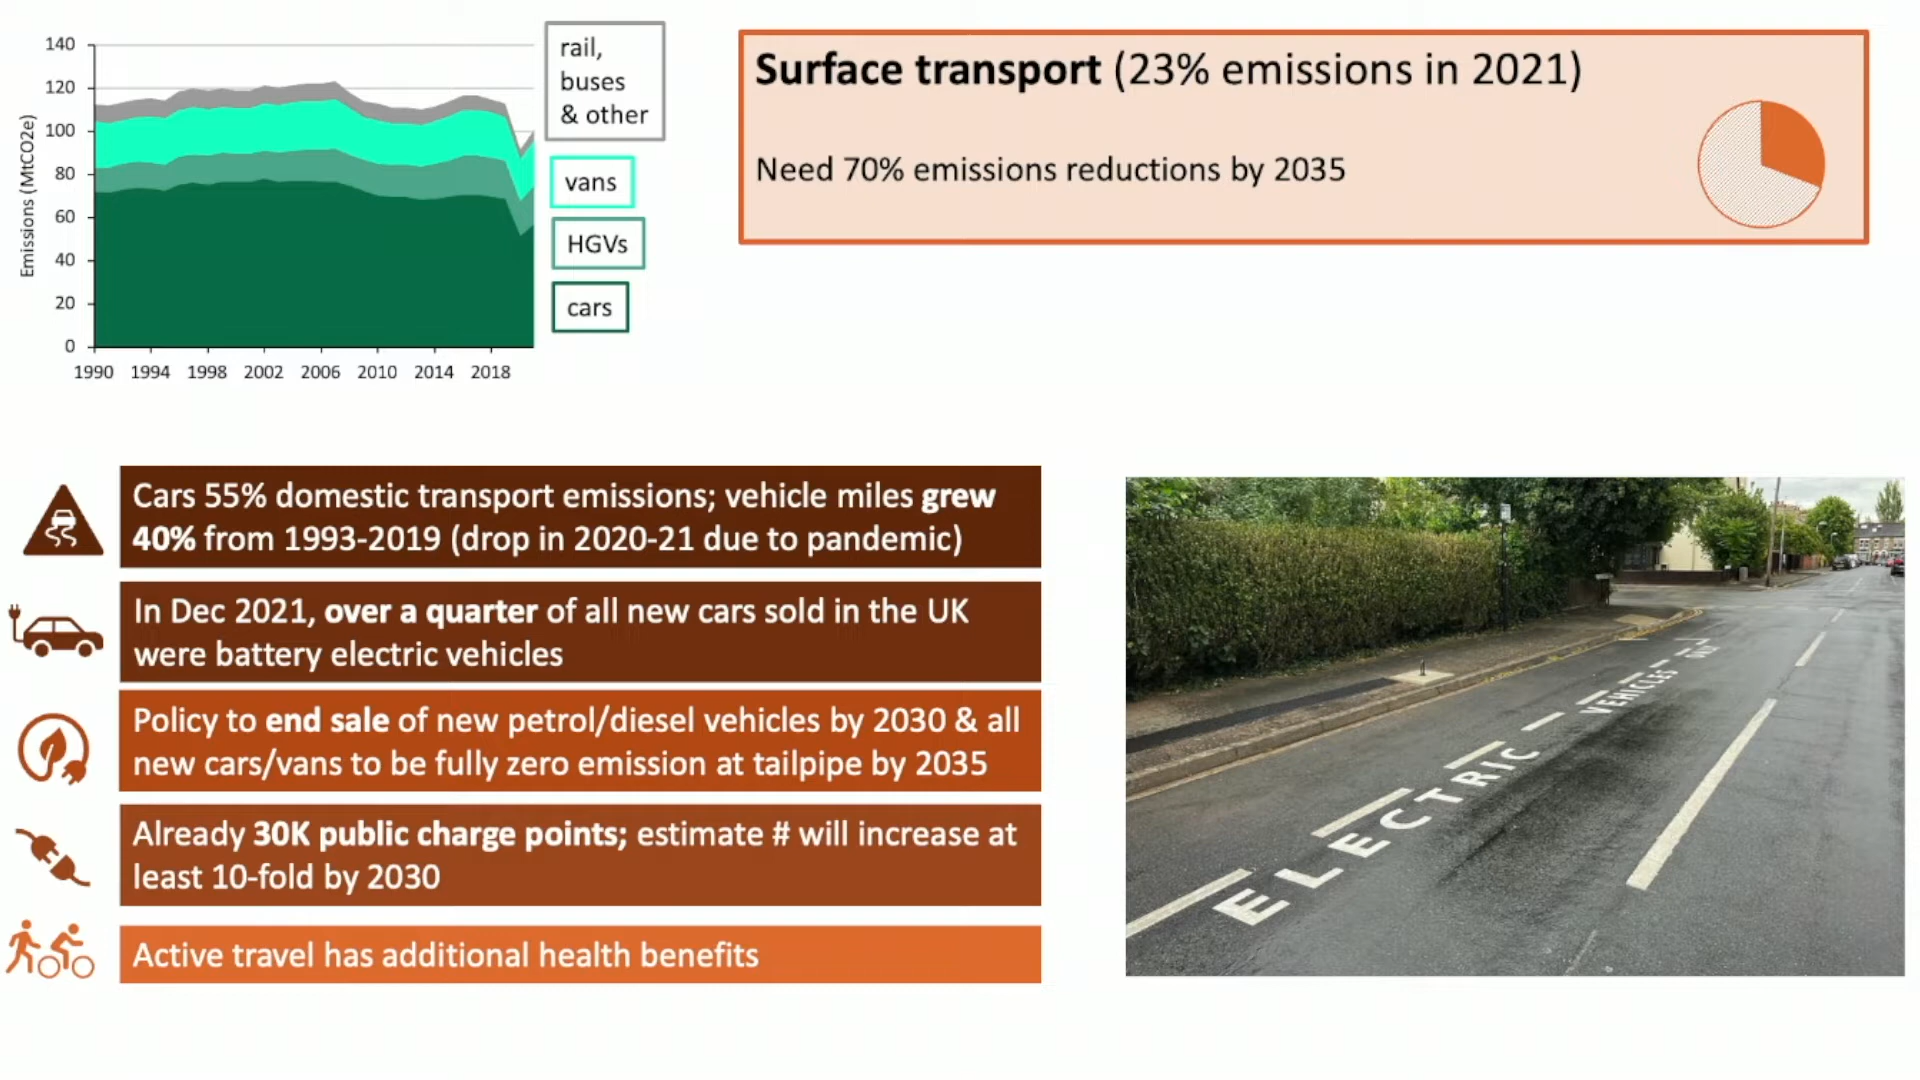 140
120
100
80
60
40
20
0
Emissions (MtCO2e)
1990 1994 1998 2002 2006 2010 2014 2018
rail,
buses
& other
vans
HGVs
cars
Surface transport (23% emissions in 2021)
Need 70% emissions reductions by 2035
Cars 55% domestic transport emissions; vehicle miles grew
40% from 1993-2019 (drop in 2020-21 due to pandemic)
In Dec 2021, over a quarter of all new cars sold in the UK
were battery electric vehicles
Policy to end sale of new petrol/diesel vehicles by 2030 & all
new cars/vans to be fully zero emission at tailpipe by 2035
Already 30K public charge points; estimate # will increase at
least 10-fold by 2030
Active travel has additional health benefits
ELECTRIC VEHICLES ONLY